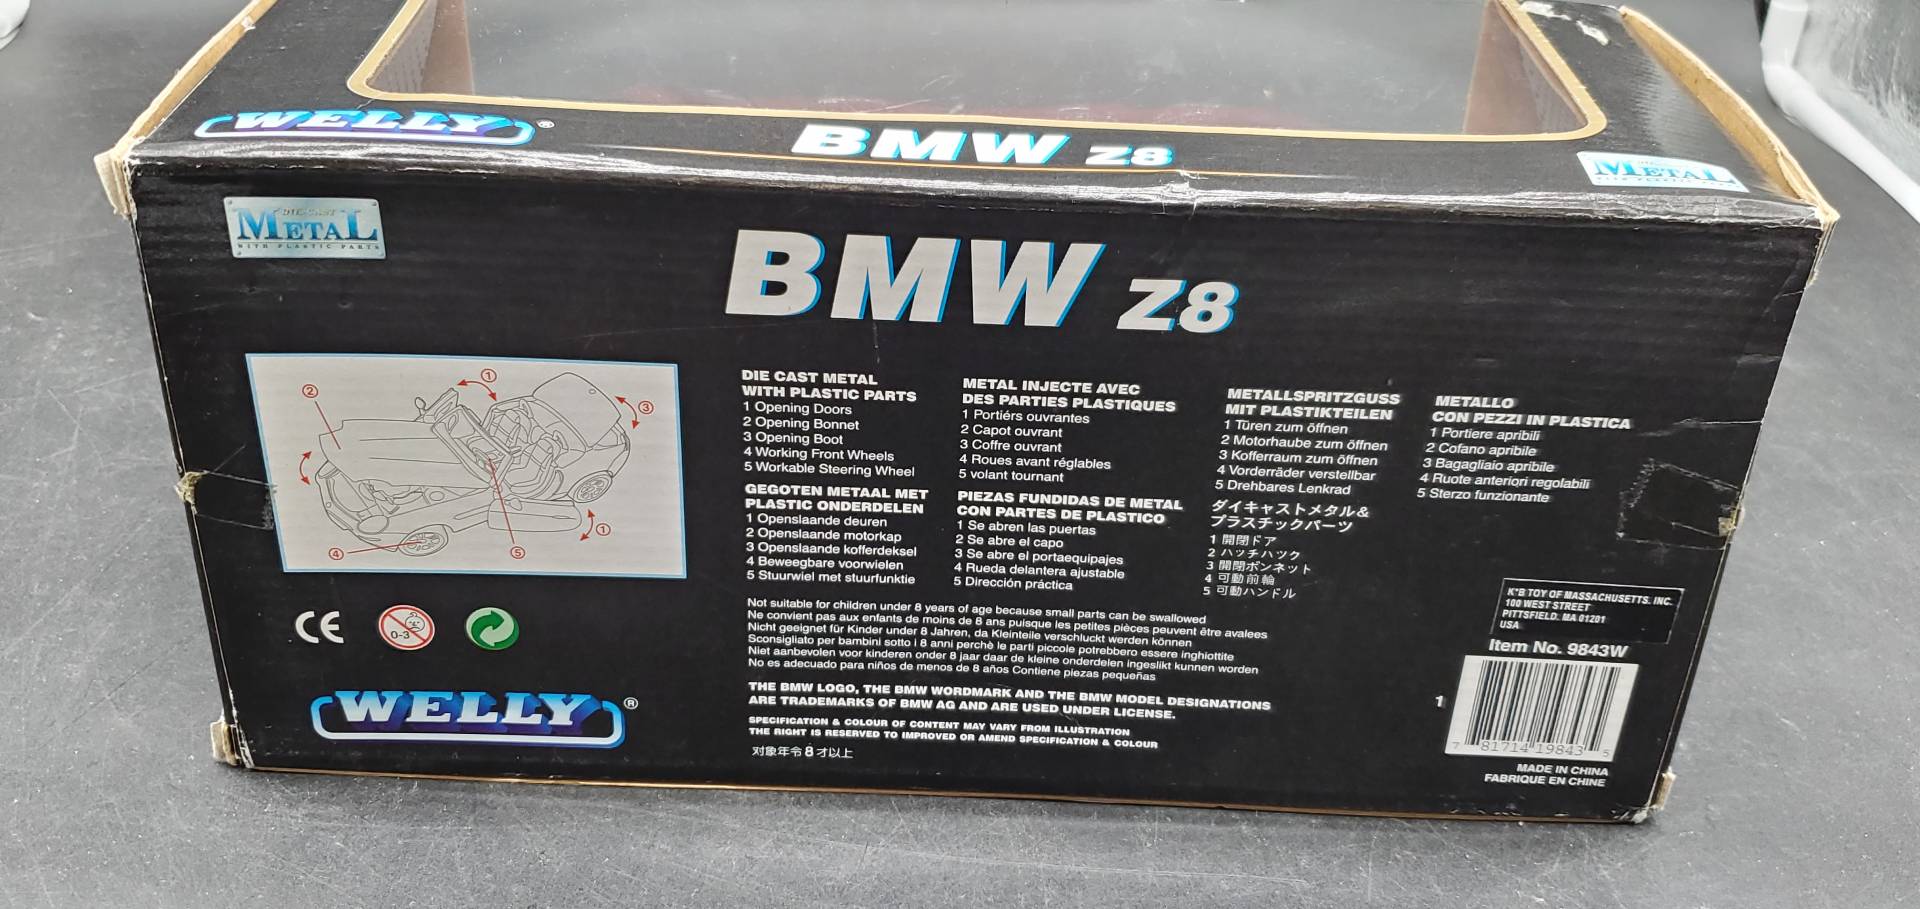 WELLY®
BMW Z8
DIE-CAST
METAL
DIE-CAST
METAL
WITH PLASTIC PARTS
BMW Z8
1
2
3
1
4
5
DIE CAST METAL
WITH PLASTIC PARTS
1 Opening Doors
2 Opening Bonnet
3 Opening Boot
4 Working Front Wheels
5 Workable Steering Wheel
METAL INJECTE AVEC
DES PARTIES PLASTIQUES
1 Portiérs ouvrantes
2 Capot ouvrant
3 Coffre ouvrant
4 Roues avant réglables
5 volant tournant
METALLSPRITZGUSS
MIT PLASTIKTEILEN
1 Türen zum öffnen
2 Motorhaube zum öffnen
3 Kofferraum zum öffnen
4 Vorderräder verstellbar
5 Drehbares Lenkrad
METALLO
CON PEZZI IN PLASTICA
1 Portiere apribili
2 Cofano apribile
3 Bagagliaio apribile
4 Ruote anteriori regolabili
5 Sterzo funzionante
GEGOTEN METAAL MET
PLASTIC ONDERDELEN
1 Openslaande deuren
2 Openslaande motorkap
3 Openslaande kofferdeksel
4 Beweegbare voorwielen
5 Stuurwiel met stuurfunktie
PIEZAS FUNDIDAS DE METAL
CON PARTES DE PLASTICO
1 Se abren las puertas
2 Se abre el capo
3 Se abre el portaequipajes
4 Rueda delantera ajustable
5 Dirección práctica
ダイキャストメタル&
プラスチックパーツ
1 開閉ドア
2 ハッチハック
3 開閉ボンネット
4 可動前輪
5 可動ハンドル
CE
0-3
Not suitable for children under 8 years of age because small parts can be swallowed
Ne convient pas aux enfants de moins de 8 ans puisque les petites pièces peuvent être avalees
Nicht geeignet für Kinder under 8 Jahren, da Kleinteile verschluckt werden können
Sconsigliato per bambini sotto i 8 anni perchè le parti piccole potrebbero essere inghiottite
Niet aanbevolen voor kinderen onder 8 jaar daar de kleine onderdelen ingeslikt kunnen worden
No es adecuado para niños de menos de 8 años Contiene piezas pequeñas
THE BMW LOGO, THE BMW WORDMARK AND THE BMW MODEL DESIGNATIONS
ARE TRADEMARKS OF BMW AG AND ARE USED UNDER LICENSE.
SPECIFICATION & COLOUR OF CONTENT MAY VARY FROM ILLUSTRATION
THE RIGHT IS RESERVED TO IMPROVED OR AMEND SPECIFICATION & COLOUR
対象年令8才以上
WELLY®
K*B TOY OF MASSACHUSETTS. INC.
100 WEST STREET
PITTSFIELD. MA 01201
USA.
Item No. 9843W
1
7 81714 19843 5
MADE IN CHINA
FABRIQUE EN CHINE